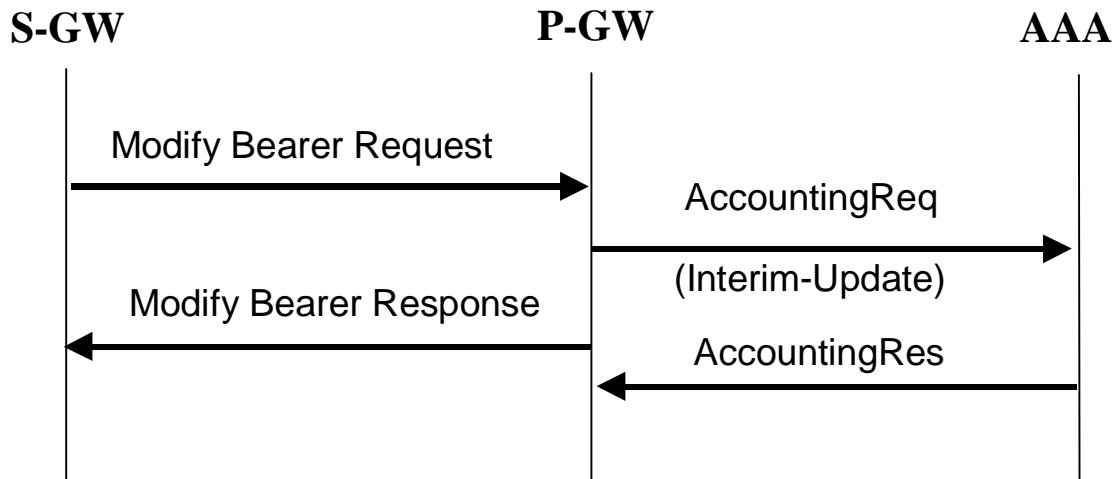 S-GW
P-GW
AAA
Modify Bearer Request
AccountingReq
(Interim-Update)
Modify Bearer Response
AccountingRes